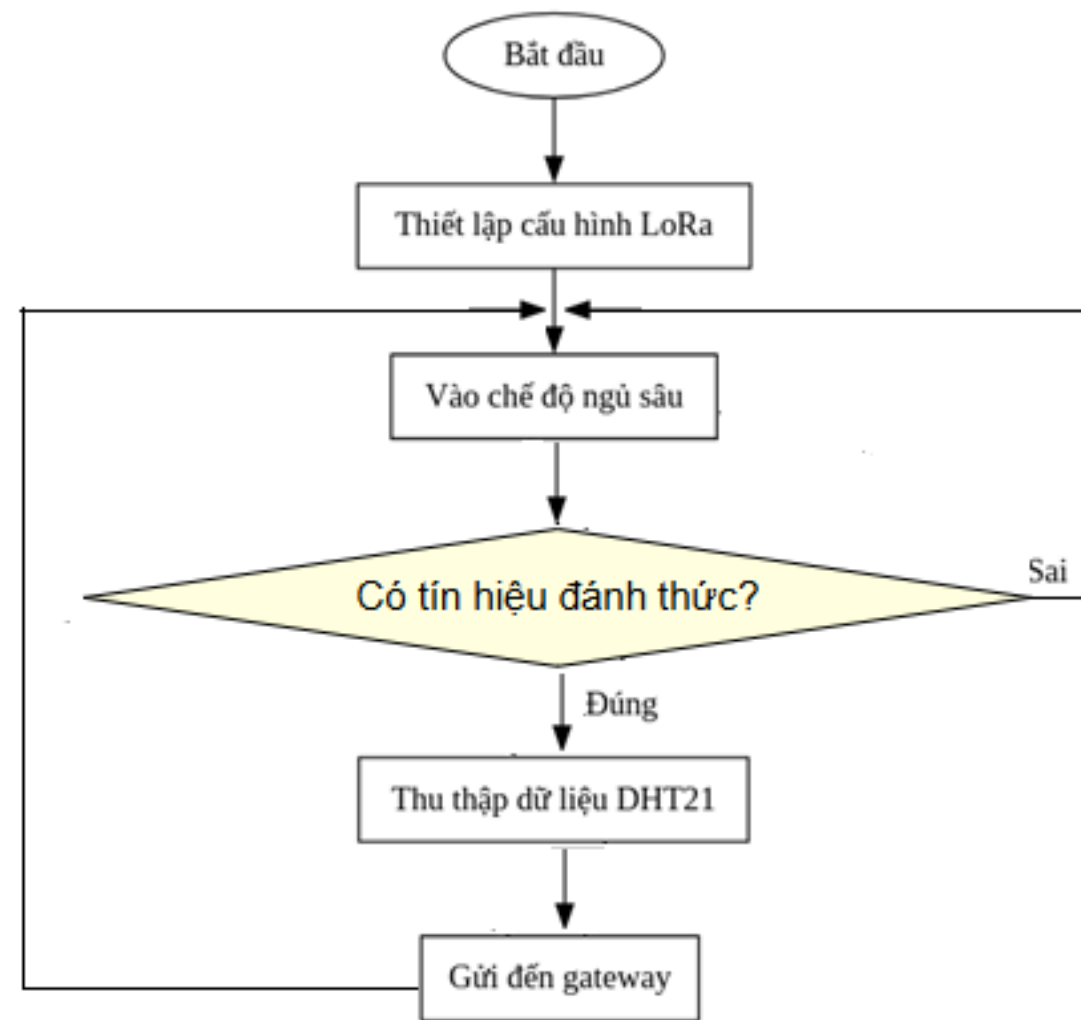 Bắt đầu
Thiết lập cấu hình LoRa
Vào chế độ ngủ sâu
Có tín hiệu đánh thức?
Sai
Đúng
Thu thập dữ liệu DHT21
Gửi đến gateway